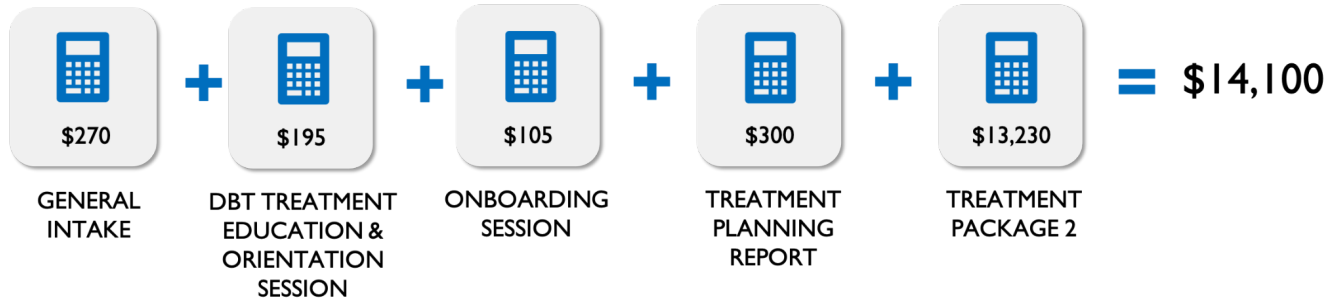 $270 + $195 + $105 + $300 + $13,230 = $14,100
GENERAL
INTAKE
DBT TREATMENT
EDUCATION &
ORIENTATION
SESSION
ONBOARDING
SESSION
TREATMENT
PLANNING
REPORT
TREATMENT
PACKAGE 2